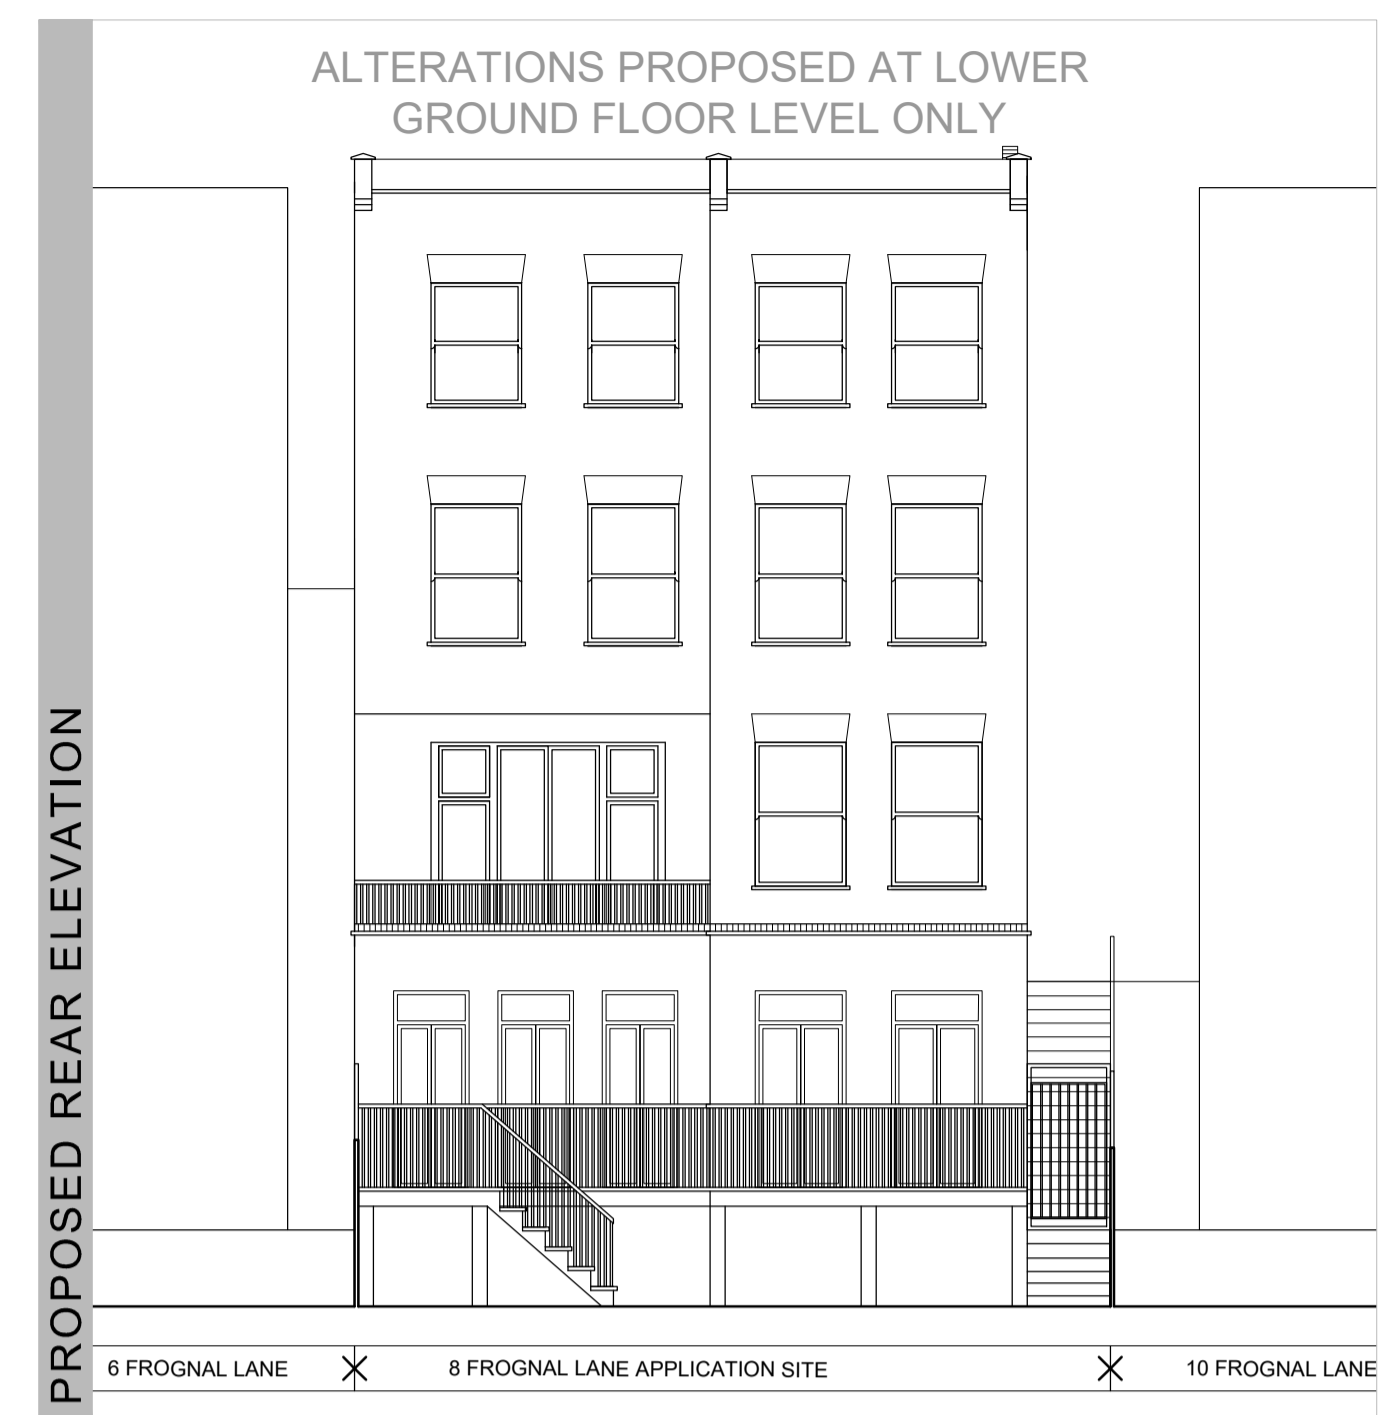 ALTERATIONS PROPOSED AT LOWER
GROUND FLOOR LEVEL ONLY
PROPOSED REAR ELEVATION
6 FROGNAL LANE
8 FROGNAL LANE APPLICATION SITE
10 FROGNAL LANE